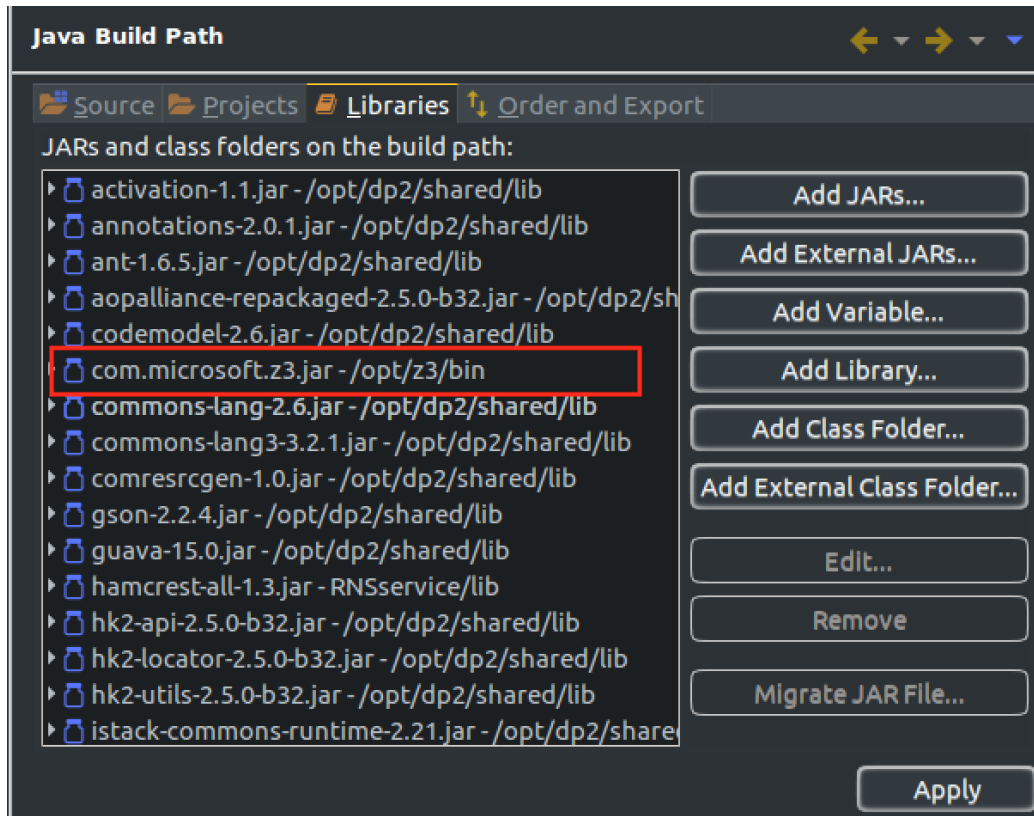 Java Build Path
Source Projects Libraries Order and Export
JARs and class folders on the build path:
activation-1.1.jar - /opt/dp2/shared/lib
annotations-2.0.1.jar - /opt/dp2/shared/lib
ant-1.6.5.jar - /opt/dp2/shared/lib
aopalliance-repackaged-2.5.0-b32.jar - /opt/dp2/sh
codemodel-2.6.jar - /opt/dp2/shared/lib
com.microsoft.z3.jar - /opt/z3/bin
commons-lang-2.6.jar - /opt/dp2/shared/lib
commons-lang3-3.2.1.jar - /opt/dp2/shared/lib
comresrcgen-1.0.jar - /opt/dp2/shared/lib
gson-2.2.4.jar - /opt/dp2/shared/lib
guava-15.0.jar - /opt/dp2/shared/lib
hamcrest-all-1.3.jar - RNSservice/lib
hk2-api-2.5.0-b32.jar - /opt/dp2/shared/lib
hk2-locator-2.5.0-b32.jar - /opt/dp2/shared/lib
hk2-utils-2.5.0-b32.jar - /opt/dp2/shared/lib
istack-commons-runtime-2.21.jar - /opt/dp2/share
Add JARs...
Add External JARs...
Add Variable...
Add Library...
Add Class Folder...
Add External Class Folder...
Edit...
Remove
Migrate JAR File...
Apply